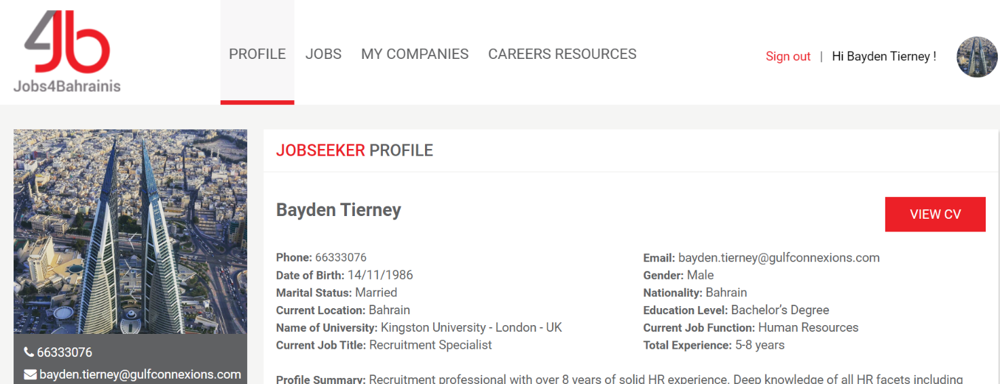 4Jb
Jobs4Bahrainis
PROFILE JOBS MY COMPANIES CAREERS RESOURCES
Sign out | Hi Bayden Tierney !
66333076
bayden.tierney@gulfconnexions.com
JOBSEEKER PROFILE
Bayden Tierney
VIEW CV
Phone: 66333076
Date of Birth: 14/11/1986
Marital Status: Married
Current Location: Bahrain
Name of University: Kingston University - London - UK
Current Job Title: Recruitment Specialist
Email: bayden.tierney@gulfconnexions.com
Gender: Male
Nationality: Bahrain
Education Level: Bachelor’s Degree
Current Job Function: Human Resources
Total Experience: 5-8 years
Profile Summary: Recruitment professional with over 8 years of solid HR experience. Deep knowledge of all HR facets including